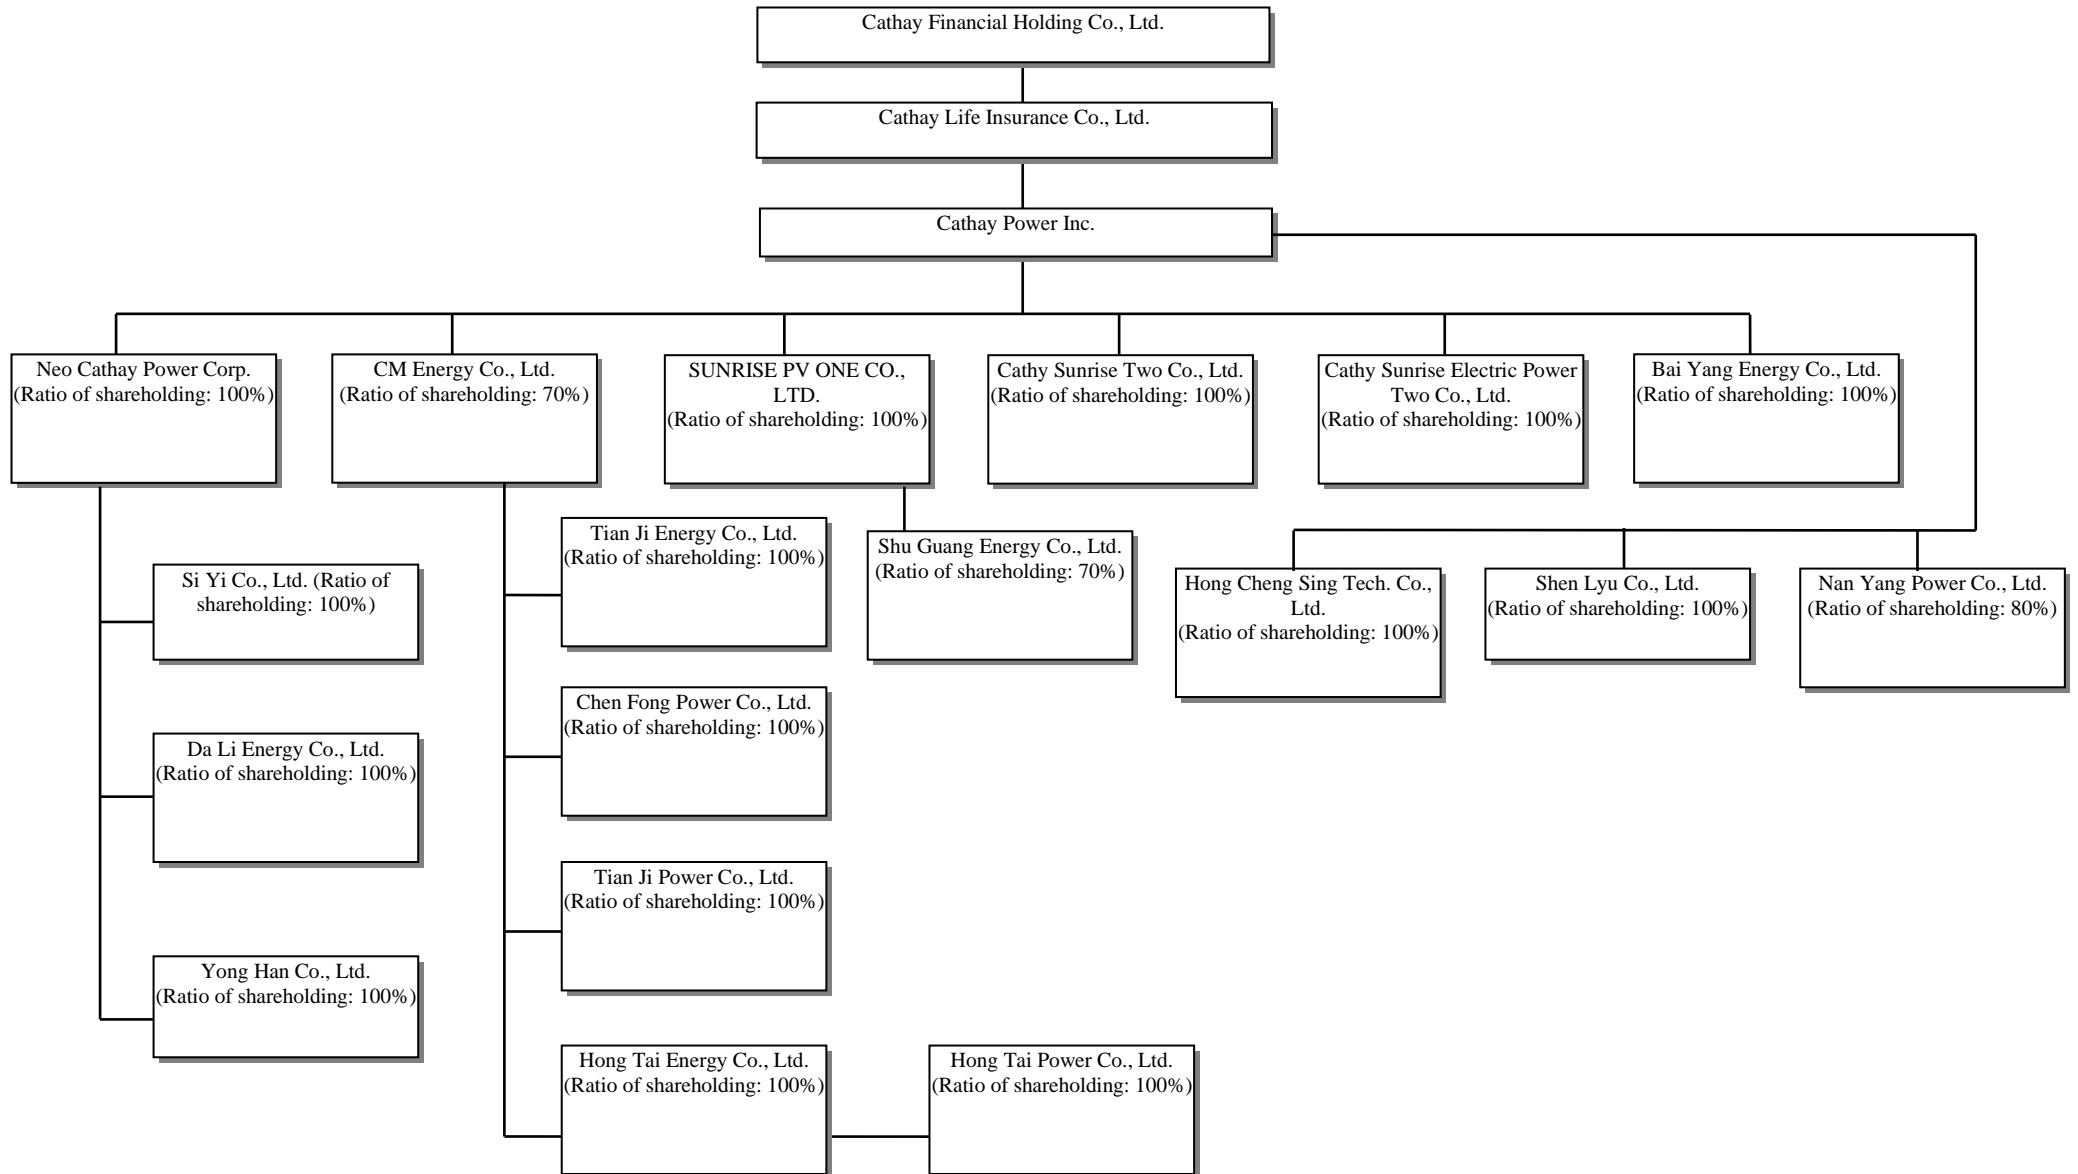 Cathay Financial Holding Co., Ltd.
Cathay Life Insurance Co., Ltd.
Cathay Power Inc.
Neo Cathay Power Corp.
(Ratio of shareholding: 100%)
CM Energy Co., Ltd.
(Ratio of shareholding: 70%)
SUNRISE PV ONE CO.,
LTD.
(Ratio of shareholding: 100%)
Cathy Sunrise Two Co., Ltd.
(Ratio of shareholding: 100%)
Cathy Sunrise Electric Power
Two Co., Ltd.
(Ratio of shareholding: 100%)
Bai Yang Energy Co., Ltd.
(Ratio of shareholding: 100%)
Si Yi Co., Ltd. (Ratio of
shareholding: 100%)
Tian Ji Energy Co., Ltd.
(Ratio of shareholding: 100%)
Shu Guang Energy Co., Ltd.
(Ratio of shareholding: 70%)
Hong Cheng Sing Tech. Co.,
Ltd.
(Ratio of shareholding: 100%)
Shen Lyu Co., Ltd.
(Ratio of shareholding: 100%)
Nan Yang Power Co., Ltd.
(Ratio of shareholding: 80%)
Da Li Energy Co., Ltd.
(Ratio of shareholding: 100%)
Chen Fong Power Co., Ltd.
(Ratio of shareholding: 100%)
Tian Ji Power Co., Ltd.
(Ratio of shareholding: 100%)
Yong Han Co., Ltd.
(Ratio of shareholding: 100%)
Hong Tai Energy Co., Ltd.
(Ratio of shareholding: 100%)
Hong Tai Power Co., Ltd.
(Ratio of shareholding: 100%)